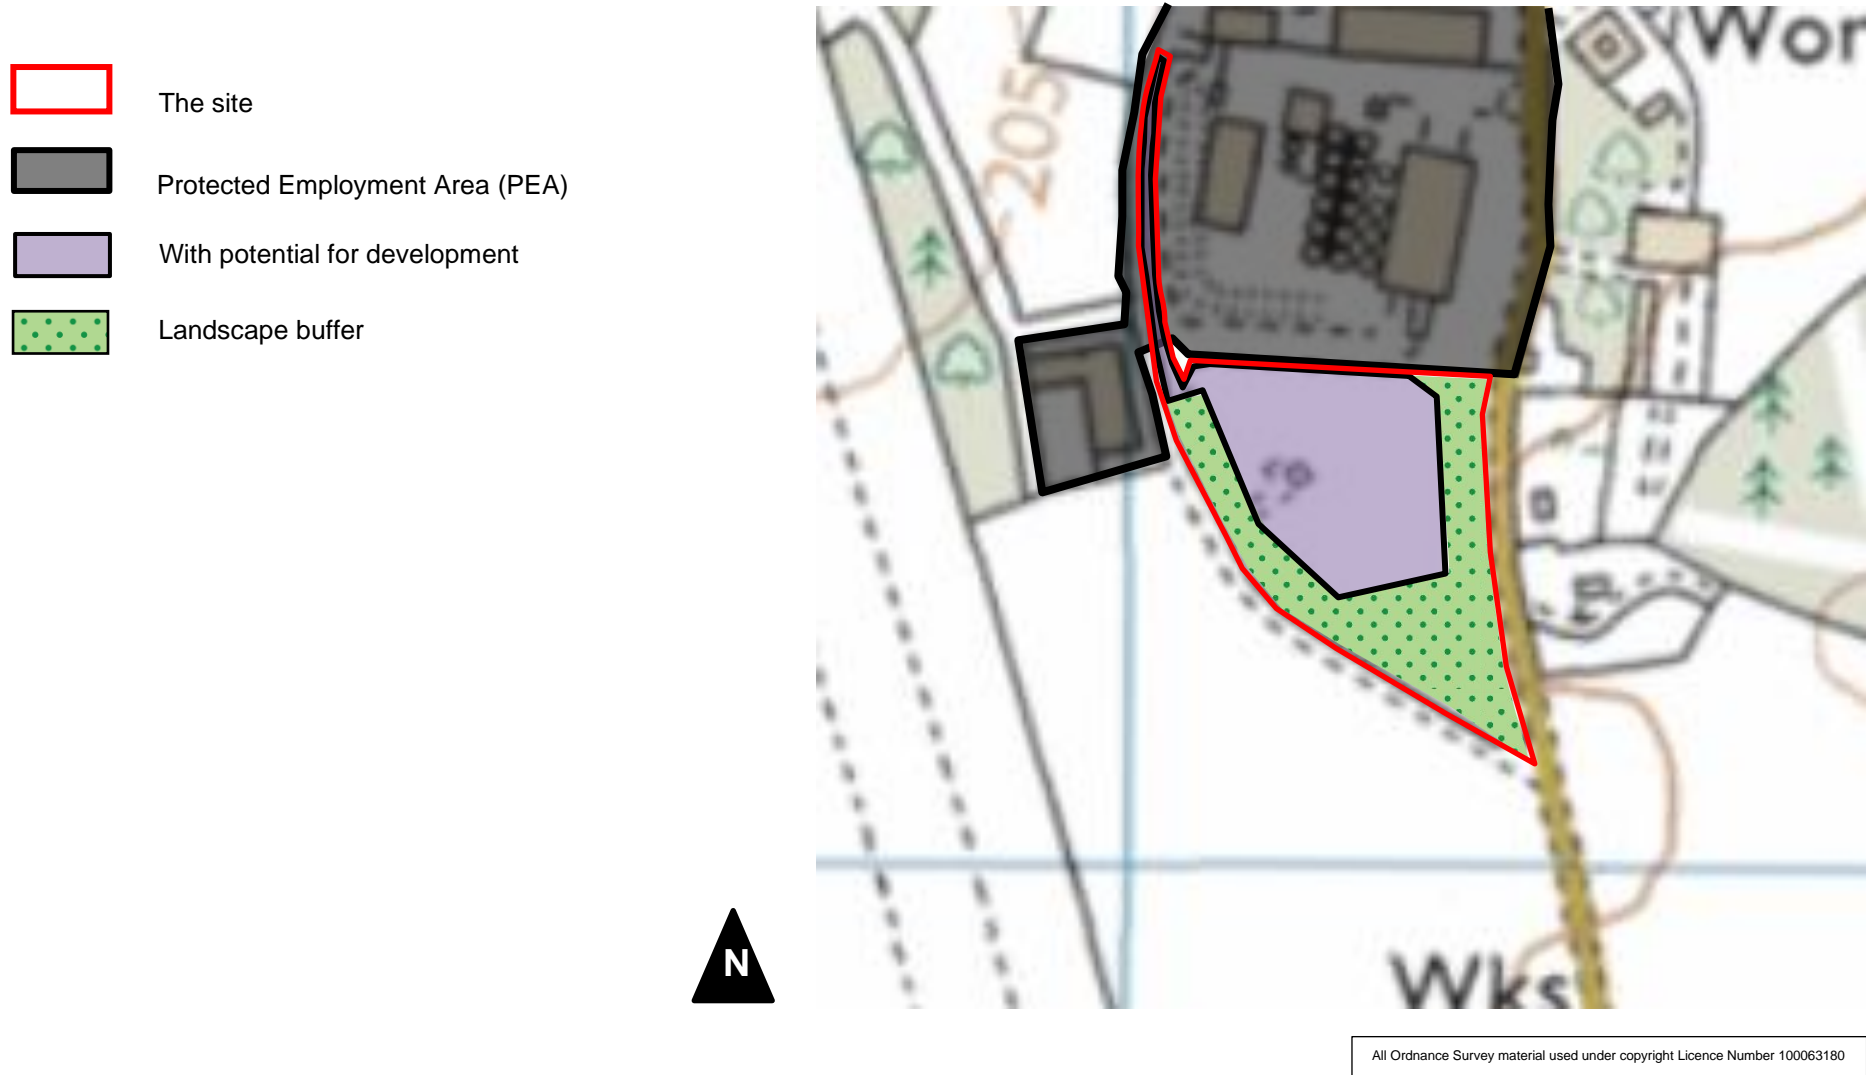 The site
Protected Employment Area (PEA)
With potential for development
Landscape buffer
N
Wor
205
Wks
All Ordnance Survey material used under copyright Licence Number 100063180